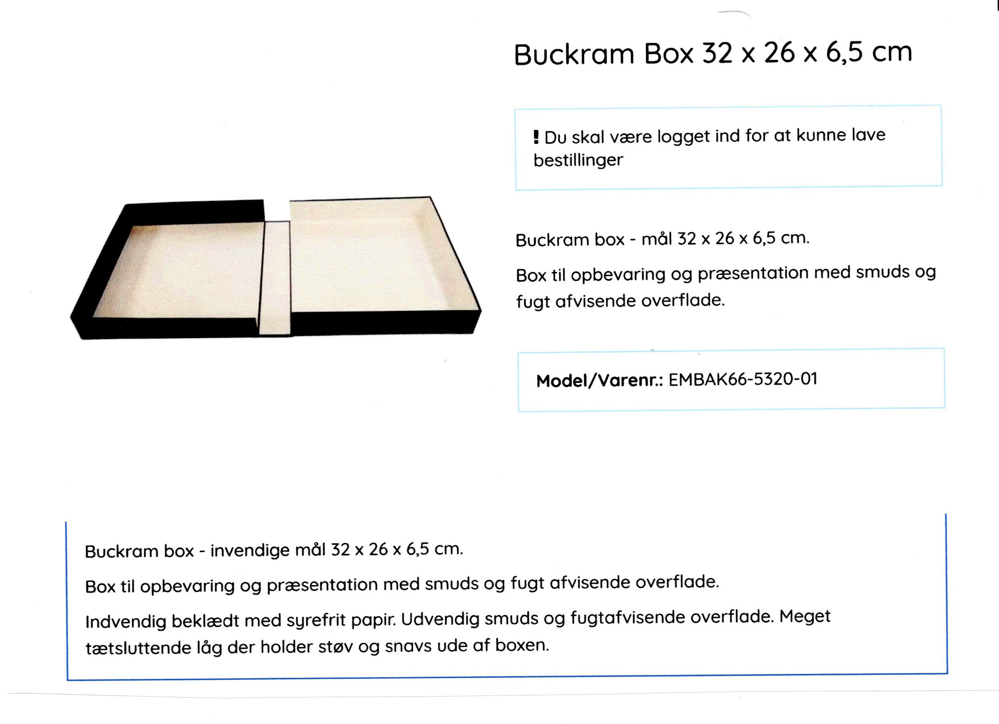 Buckram Box 32 x 26 x 6,5 cm
! Du skal være logget ind for at kunne lave
bestillinger
Buckram box - mål 32 x 26 x 6,5 cm.
Box til opbevaring og præsentation med smuds og
fugt afvisende overflade.
Model/Varenr.: EMBAK66-5320-01
Buckram box - invendige mål 32 x 26 x 6,5 cm.
Box til opbevaring og præsentation med smuds og fugt afvisende overflade.
Indvendig beklædt med syrefrit papir. Udvendig smuds og fugtafvisende overflade. Meget
tætsluttende låg der holder støv og snavs ude af boxen.